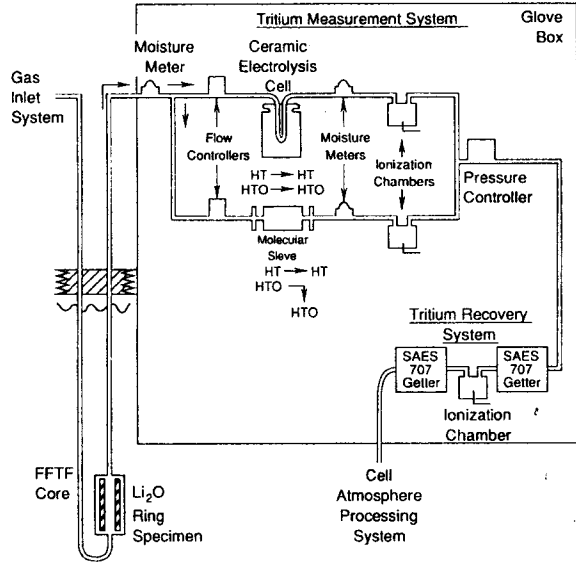 Tritium Measurement System
Glove
Box
Moisture
Meter
Ceramic
Electrolysis
Cell
Gas
Inlet
System
Flow
Controllers
Moisture
Meters
Ionization
Chambers
Pressure
Controller
HT → HT
HTO → HTO
Molecular
Sieve
HT → HT
HTO
HTO
Tritium Recovery
System
SAES
707
Getter
SAES
707
Getter
Ionization
Chamber
FFTF
Core
Li₂O
Ring
Specimen
Cell
Atmosphere
Processing
System